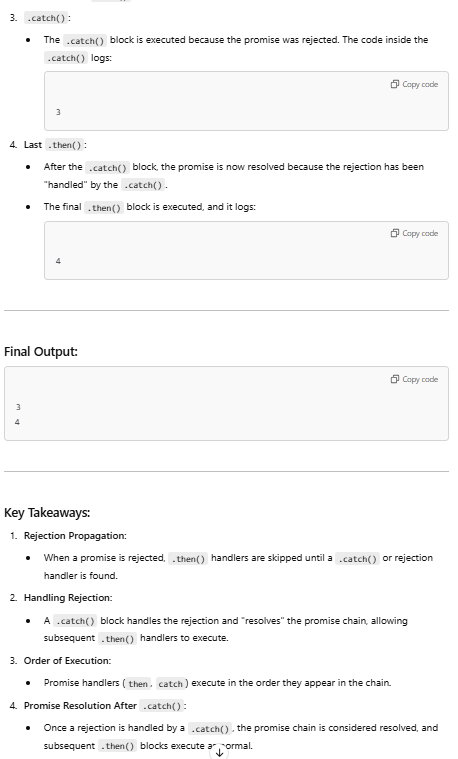 3. .catch() :
• The .catch() block is executed because the promise was rejected. The code inside the
.catch() logs:
Copy code
3
4. Last .then() :
• After the .catch() block, the promise is now resolved because the rejection has been
"handled" by the .catch() .
• The final .then() block is executed, and it logs:
Copy code
4
Final Output:
Copy code
3
4
Key Takeaways:
1. Rejection Propagation:
• When a promise is rejected, .then() handlers are skipped until a .catch() or rejection
handler is found.
2. Handling Rejection:
• A .catch() block handles the rejection and "resolves" the promise chain, allowing
subsequent .then() handlers to execute.
3. Order of Execution:
• Promise handlers ( then , catch ) execute in the order they appear in the chain.
4. Promise Resolution After .catch() :
• Once a rejection is handled by a .catch() , the promise chain is considered resolved, and
subsequent .then() blocks execute normal.